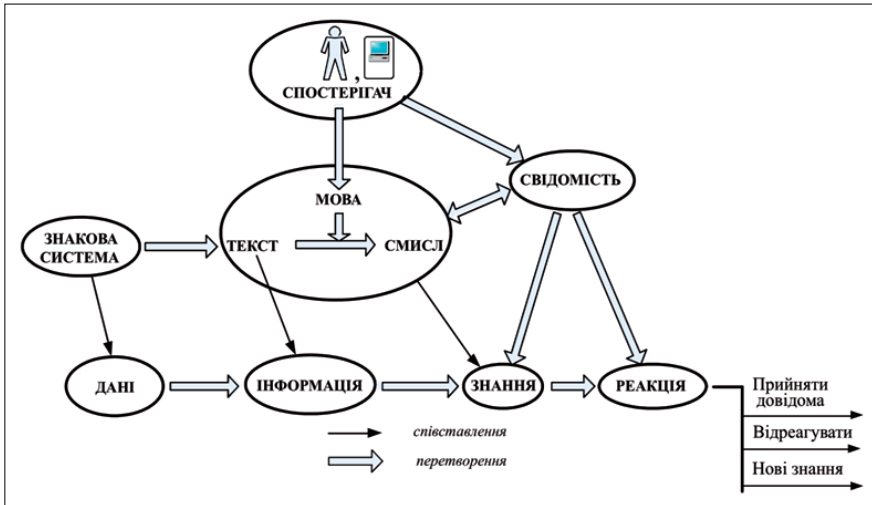 ,
СПОСТЕРІГАЧ
СВІДОМІСТЬ
МОВА
ЗНАКОВА
СИСТЕМА
ТЕКСТ
СМИСЛ
ДАНІ
ІНФОРМАЦІЯ
ЗНАННЯ
РЕАКЦІЯ
Прийняти
довідома
Відреагувати
Нові знання
співставлення
перетворення